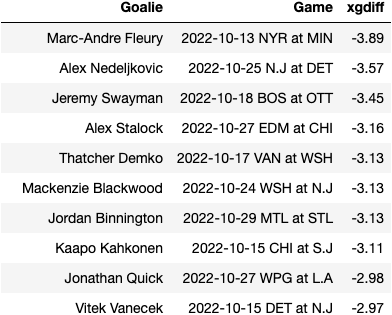 Goalie Game xgdiff
Marc-Andre Fleury 2022-10-13 NYR at MIN -3.89
Alex Nedeljkovic 2022-10-25 N.J at DET -3.57
Jeremy Swayman 2022-10-18 BOS at OTT -3.45
Alex Stalock 2022-10-27 EDM at CHI -3.16
Thatcher Demko 2022-10-17 VAN at WSH -3.13
Mackenzie Blackwood 2022-10-24 WSH at N.J -3.13
Jordan Binnington 2022-10-29 MTL at STL -3.13
Kaapo Kahkonen 2022-10-15 CHI at S.J -3.11
Jonathan Quick 2022-10-27 WPG at L.A -2.98
Vitek Vanecek 2022-10-15 DET at N.J -2.97